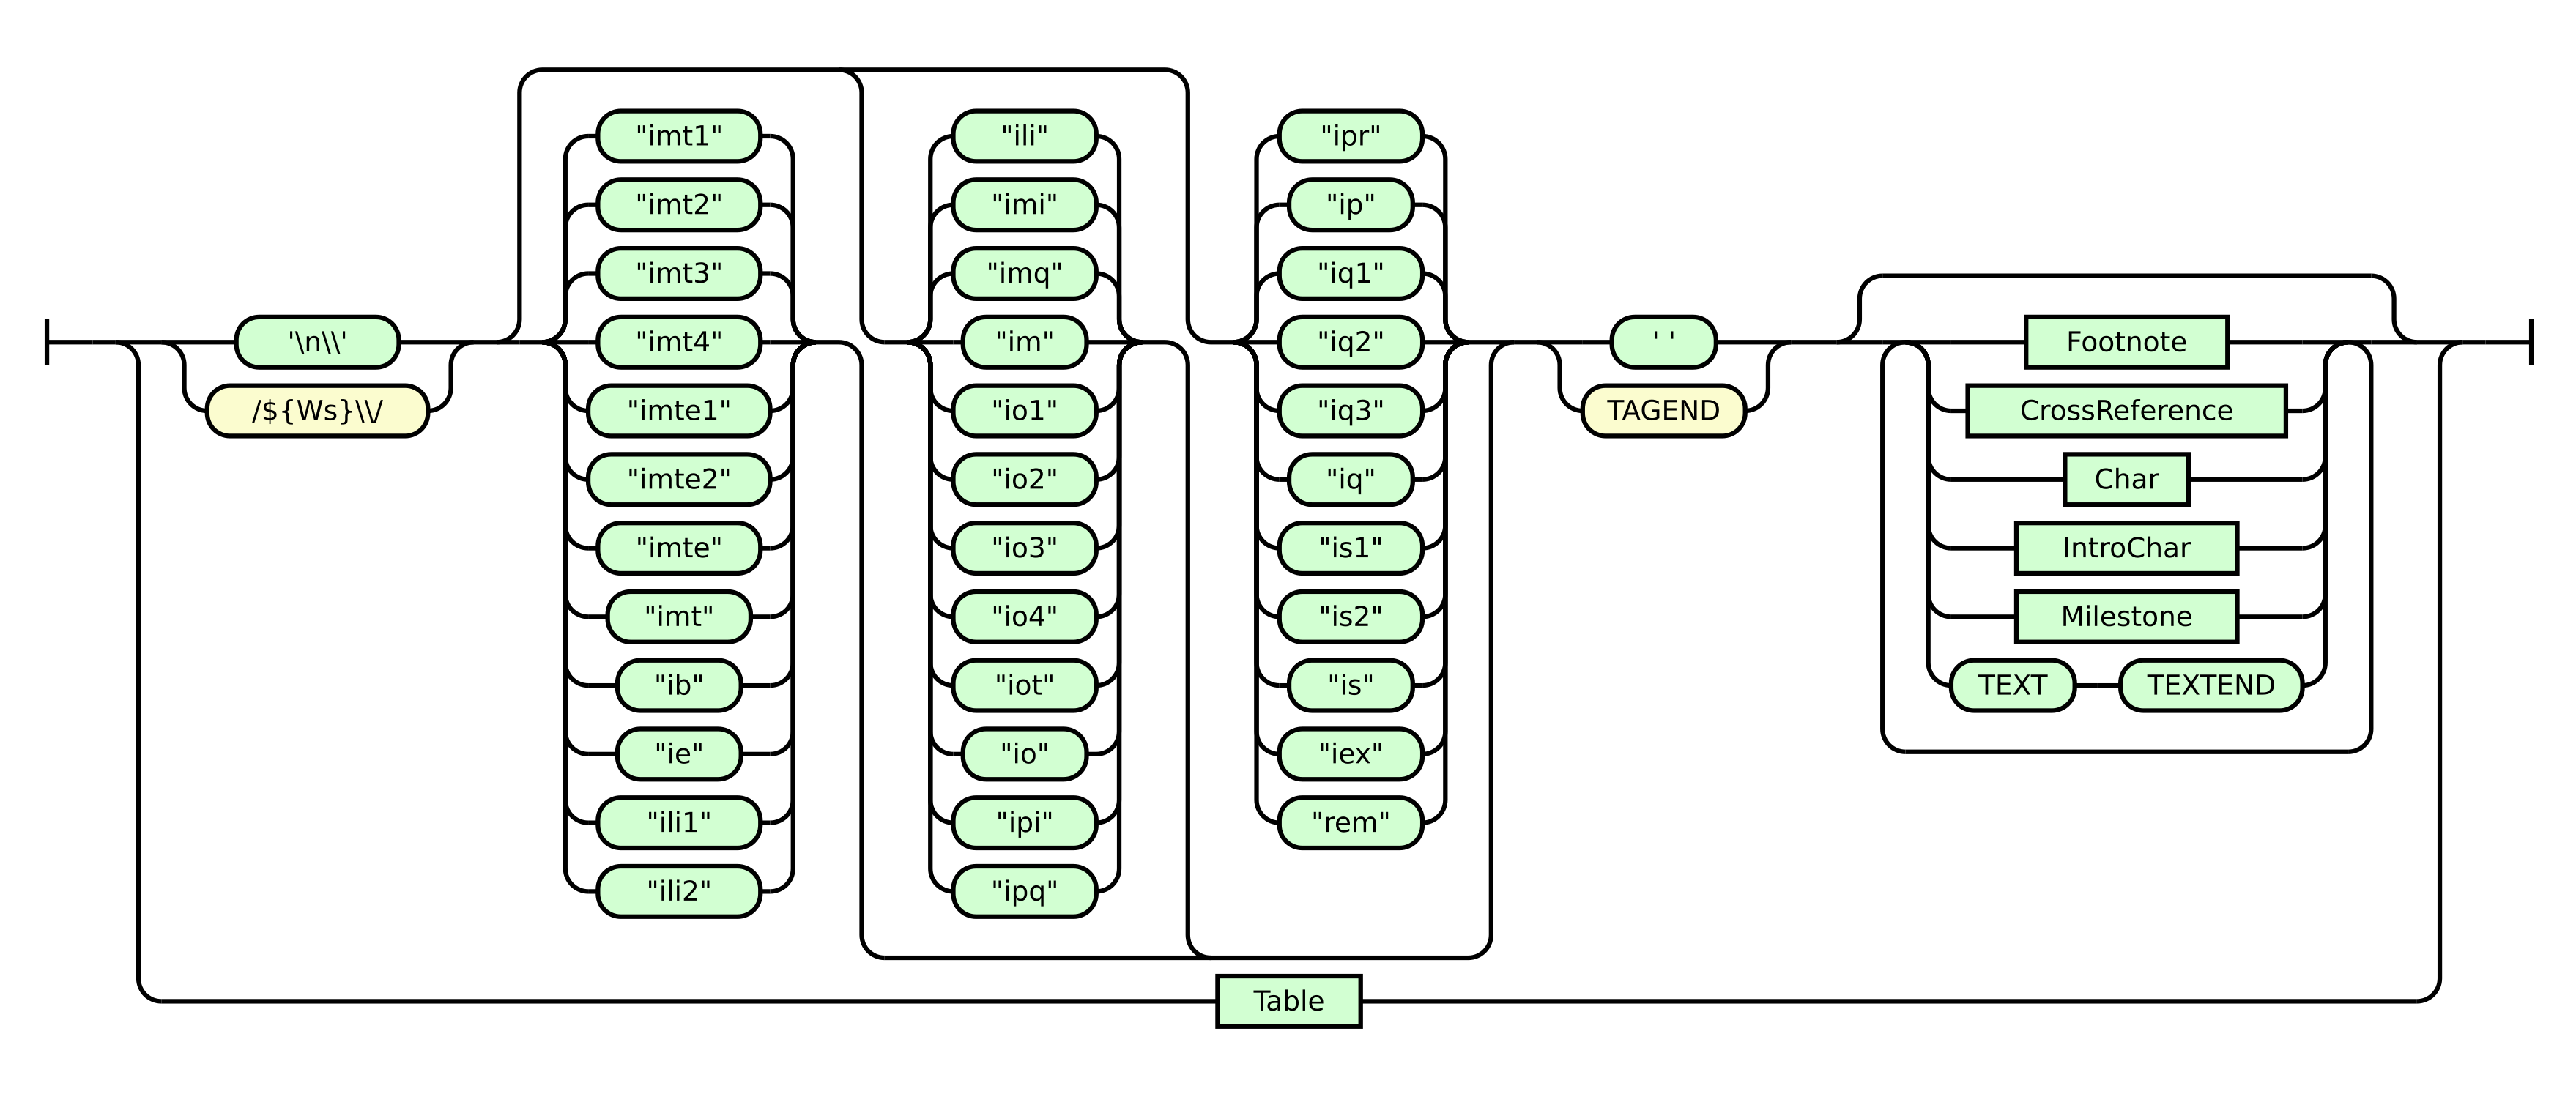 '\n\\'
/${Ws}\\/
"imt1"
"imt2"
"imt3"
"imt4"
"imte1"
"imte2"
"imte"
"imt"
"ib"
"ie"
"ili1"
"ili2"
"ili"
"imi"
"imq"
"im"
"io1"
"io2"
"io3"
"io4"
"iot"
"io"
"ipi"
"ipq"
"ipr"
"ip"
"iq1"
"iq2"
"iq3"
"iq"
"is1"
"is2"
"is"
"iex"
"rem"
' '
TAGEND
Footnote
CrossReference
Char
IntroChar
Milestone
TEXT TEXTEND
Table